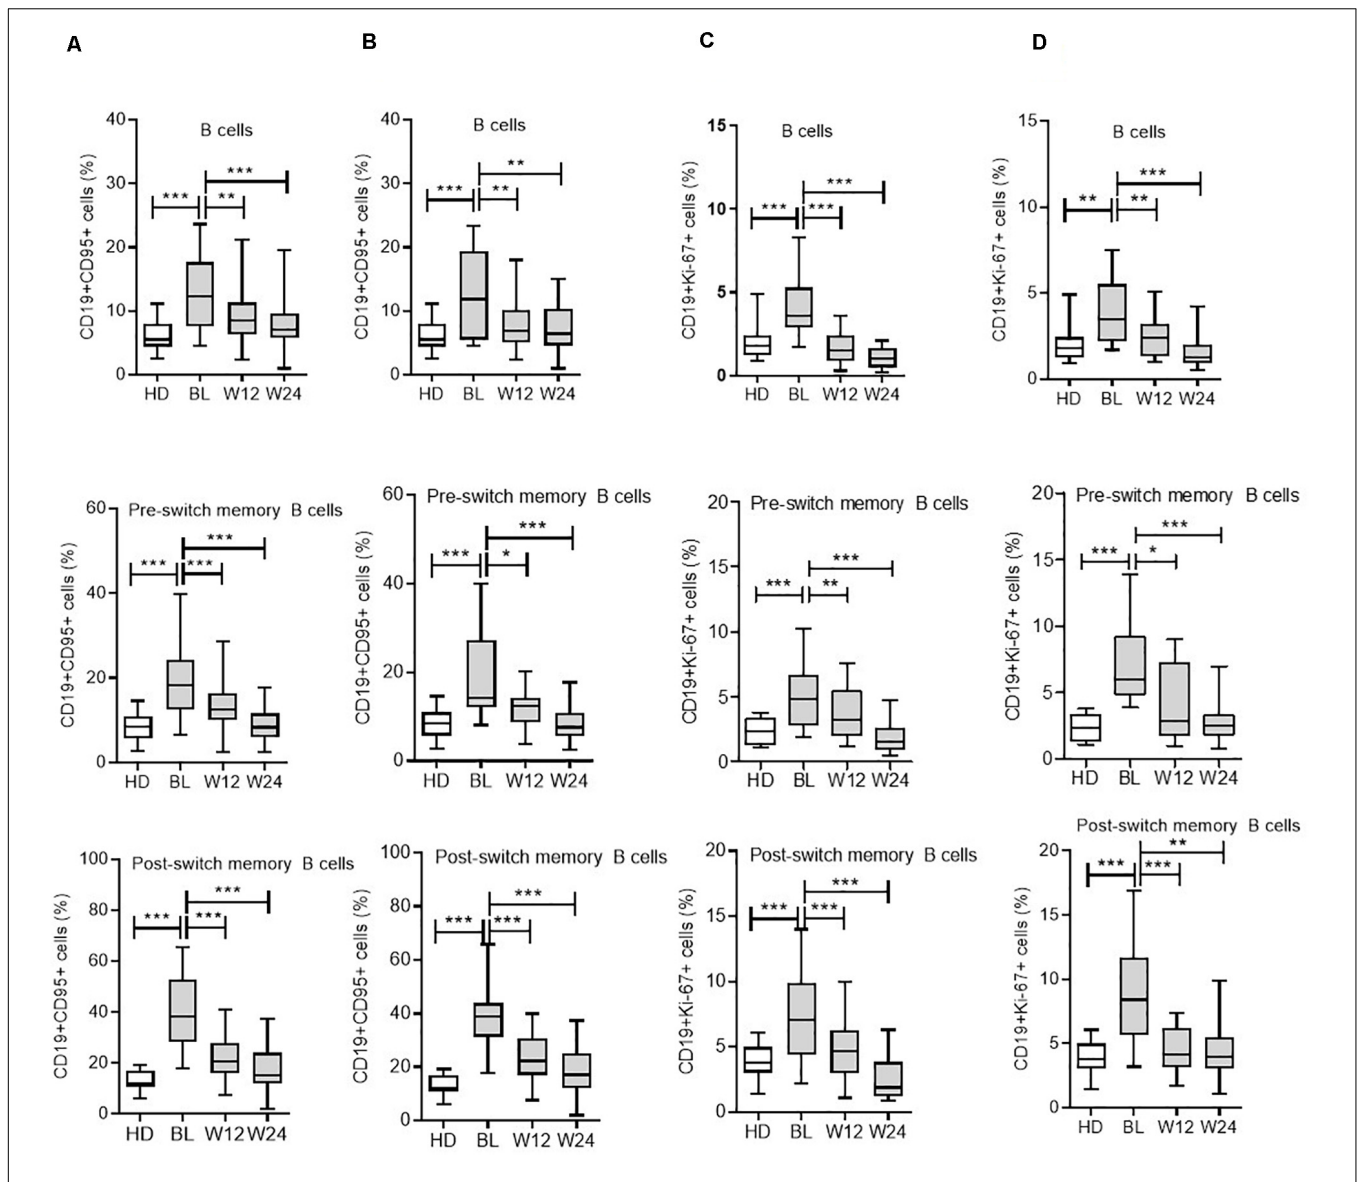 A
B
C
D
B cells
CD19+CD95+ cells (%)
40
30
20
10
0
***
***
**
HD BL W12 W24
B cells
CD19+CD95+ cells (%)
40
30
20
10
0
**
***
**
HD BL W12 W24
B cells
CD19+Ki-67+ cells (%)
15
10
5
0
***
***
***
HD BL W12 W24
B cells
CD19+Ki-67+ cells (%)
15
10
5
0
***
**
**
HD BL W12 W24
Pre-switch memory B cells
CD19+CD95+ cells (%)
60
40
20
0
***
***
***
HD BL W12 W24
Pre-switch memory B cells
CD19+CD95+ cells (%)
60
40
20
0
***
***
*
HD BL W12 W24
Pre-switch memory B cells
CD19+Ki-67+ cells (%)
20
15
10
5
0
***
***
**
HD BL W12 W24
Pre-switch memory B cells
CD19+Ki-67+ cells (%)
20
15
10
5
0
***
***
*
HD BL W12 W24
Post-switch memory B cells
CD19+CD95+ cells (%)
100
80
60
40
20
0
***
***
***
HD BL W12 W24
Post-switch memory B cells
CD19+CD95+ cells (%)
100
80
60
40
20
0
***
***
***
HD BL W12 W24
Post-switch memory B cells
CD19+Ki-67+ cells (%)
20
15
10
5
0
***
***
***
HD BL W12 W24
Post-switch memory B cells
CD19+Ki-67+ cells (%)
20
15
10
5
0
**
***
***
HD BL W12 W24